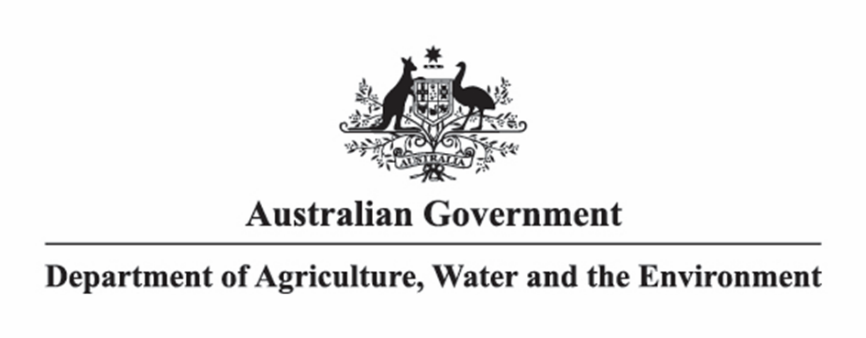 AUSTRALIA
Australian Government
Department of Agriculture, Water and the Environment